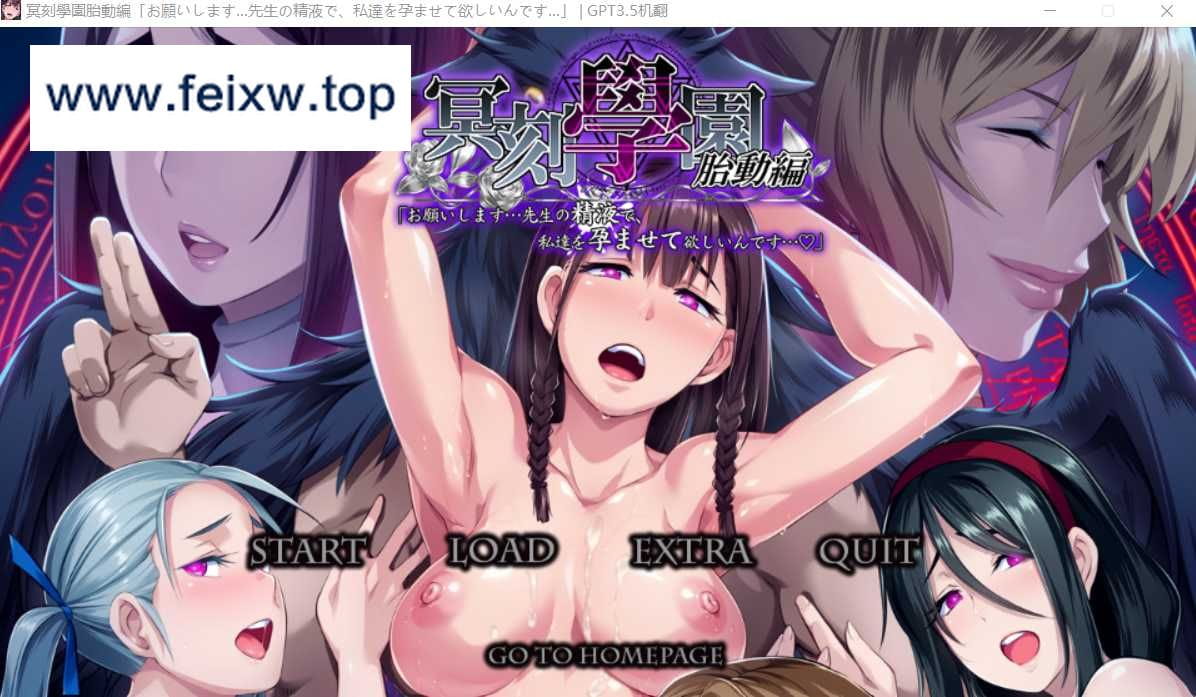 冥刻學園胎動編「お願いします...先生の精液で、私達を孕ませて欲しいんです...」 | GPT3.5机翻
www.feixw.top
冥刻學園
胎動編
「お願いします…先生の精液で、
私達を孕ませて欲しいんです…♡」
START LOAD EXTRA QUIT
GO TO HOMEPAGE